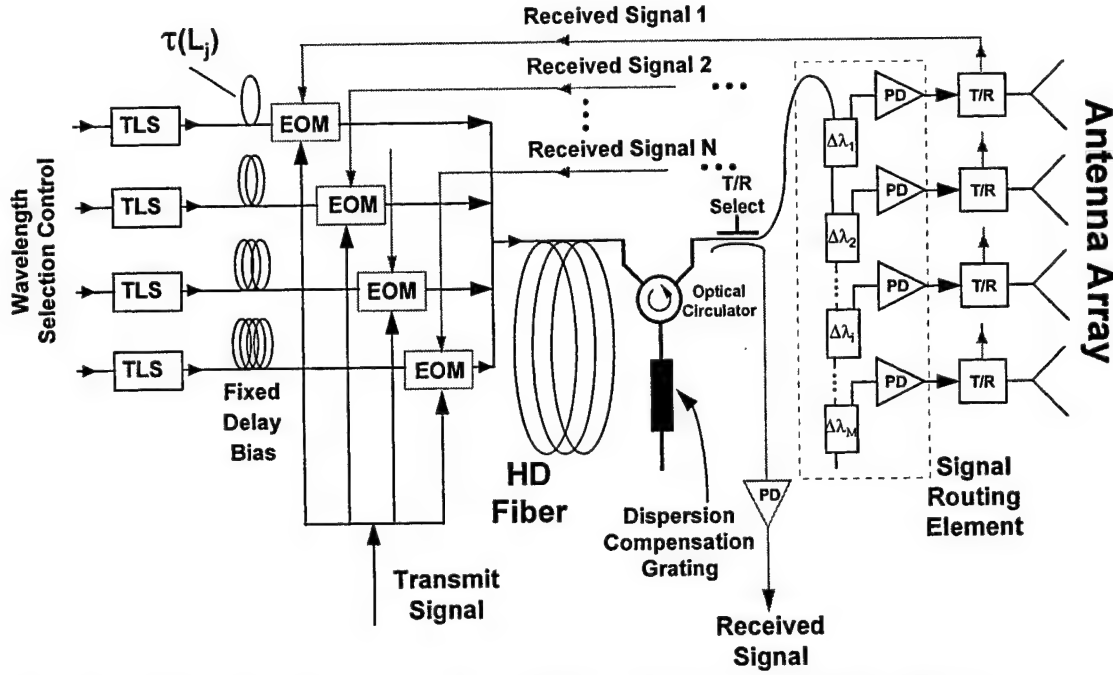 Received Signal 1
τ(Lj)
Received Signal 2
TLS
EOM
PD
T/R
Δλ1
Received Signal N
T/R
Select
TLS
EOM
PD
T/R
Δλ2
Wavelength
Selection Control
Antenna Array
TLS
EOM
Optical
Circulator
PD
T/R
Δλi
TLS
EOM
PD
T/R
ΔλM
Fixed
Delay
Bias
HD
Fiber
PD
Signal
Routing
Element
Dispersion
Compensation
Grating
Transmit
Signal
Received
Signal